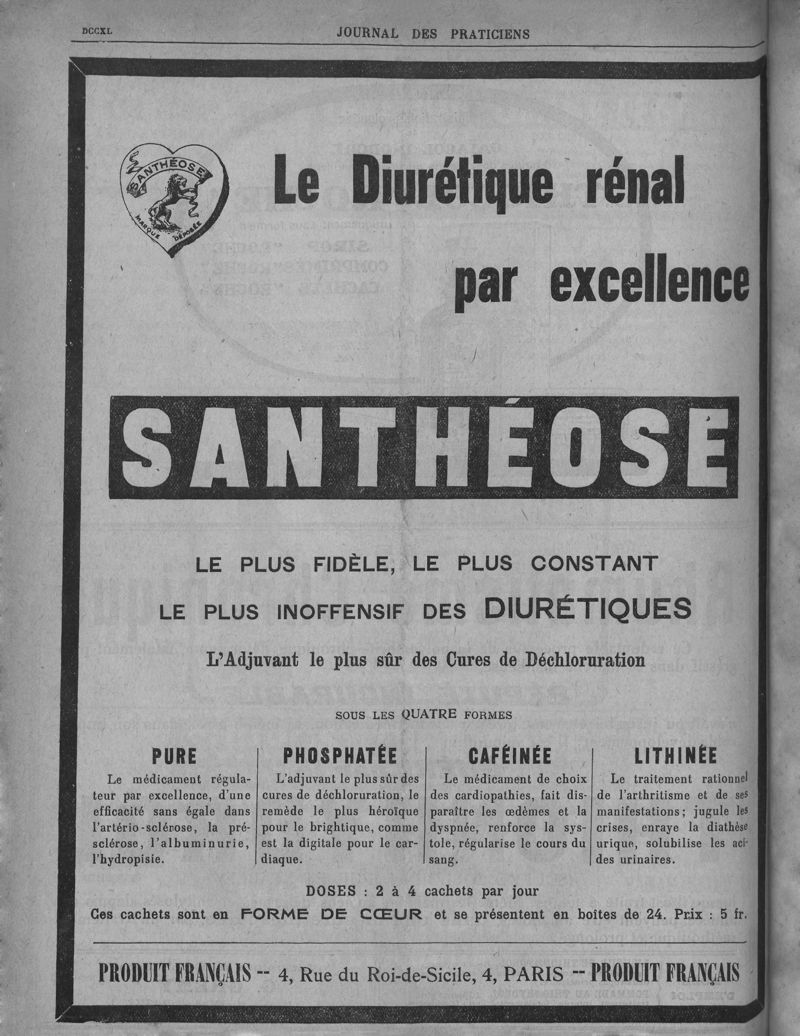 DCCXL
JOURNAL DES PRATICIENS
SANTHÉOSE
MARQUE DÉPOSÉE
Le Diurétique rénal
par excellence
SANTHÉOSE
LE PLUS FIDÈLE, LE PLUS CONSTANT
LE PLUS INOFFENSIF DES DIURÉTIQUES
L'Adjuvant le plus sûr des Cures de Déchloruration
SOUS LES QUATRE FORMES
PURE
Le médicament régula-
teur par excellence, d'une
efficacité sans égale dans
l'artério-sclérose, la pré-
sclérose, l'albuminurie,
l'hydropisie.
PHOSPHATÉE
L'adjuvant le plus sûr des
cures de déchloruration, le
remède le plus héroïque
pour le brightique, comme
est la digitale pour le car-
diaque.
CAFÉINÉE
Le médicament de choix
des cardiopathies, fait dis-
paraître les œdèmes et la
dyspnée, renforce la sys-
tole, régularise le cours du
sang.
LITHINÉE
Le traitement rationnel
de l'arthritisme et de ses
manifestations; jugule les
crises, enraye la diathèse
urique, solubilise les aci-
des urinaires.
DOSES : 2 à 4 cachets par jour
Ces cachets sont en FORME DE CŒUR et se présentent en boîtes de 24. Prix : 5 fr.
PRODUIT FRANÇAIS -- 4, Rue du Roi-de-Sicile, 4, PARIS -- PRODUIT FRANÇAIS